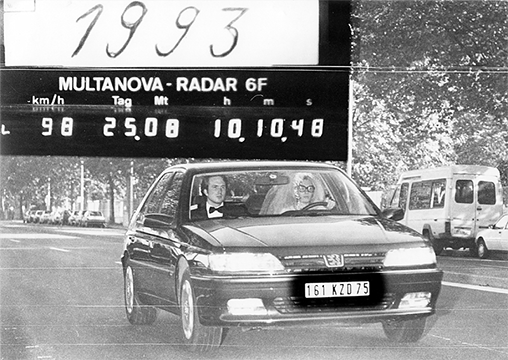 1993
MULTANOVA - RADAR 6F
km/h Tag Mt h m s
L 98 25.08 10.10.48
161 KZD 75